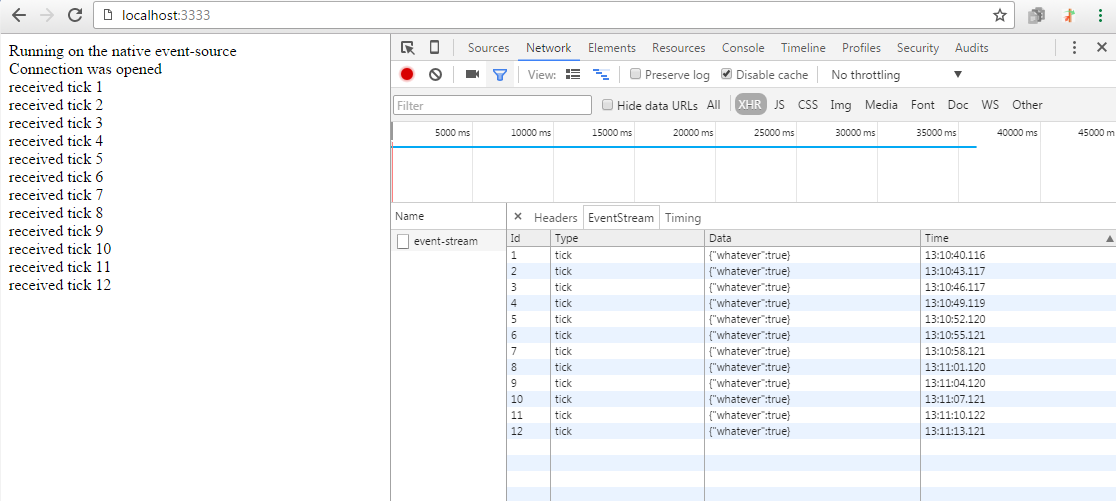 localhost:3333
Running on the native event-source
Connection was opened
received tick 1
received tick 2
received tick 3
received tick 4
received tick 5
received tick 6
received tick 7
received tick 8
received tick 9
received tick 10
received tick 11
received tick 12
Sources Network Elements Resources Console Timeline Profiles Security Audits
View: Preserve log Disable cache No throttling
Filter Hide data URLs All XHR JS CSS Img Media Font Doc WS Other
5000 ms 10000 ms 15000 ms 20000 ms 25000 ms 30000 ms 35000 ms 40000 ms 45000 m
Name Headers EventStream Timing
event-stream
Id Type Data Time
1 tick {"whatever":true} 13:10:40.116
2 tick {"whatever":true} 13:10:43.117
3 tick {"whatever":true} 13:10:46.117
4 tick {"whatever":true} 13:10:49.119
5 tick {"whatever":true} 13:10:52.120
6 tick {"whatever":true} 13:10:55.121
7 tick {"whatever":true} 13:10:58.121
8 tick {"whatever":true} 13:11:01.120
9 tick {"whatever":true} 13:11:04.120
10 tick {"whatever":true} 13:11:07.121
11 tick {"whatever":true} 13:11:10.122
12 tick {"whatever":true} 13:11:13.121